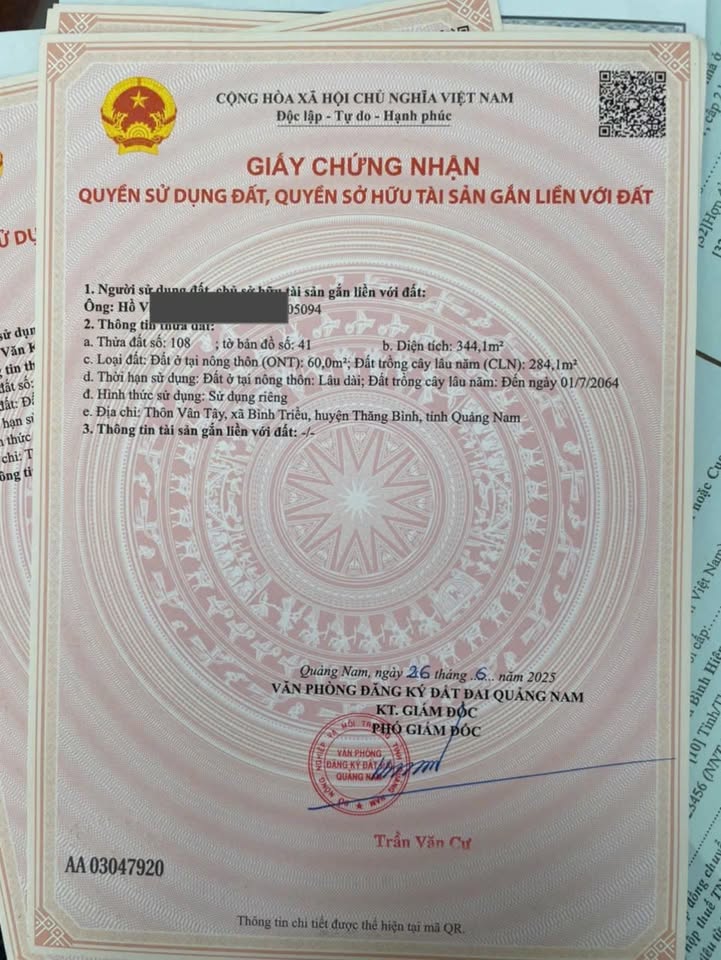 CỘNG HÒA XÃ HỘI CHỦ NGHĨA VIỆT NAM
Độc lập - Tự do - Hạnh phúc
GIẤY CHỨNG NHẬN
QUYỀN SỬ DỤNG ĐẤT, QUYỀN SỞ HỮU TÀI SẢN GẮN LIỀN VỚI ĐẤT
1. Người sử dụng đất, chủ sở hữu tài sản gắn liền với đất:
Ông: Hồ V 05094
2. Thông tin thửa đất:
a. Thửa đất số: 108 ; tờ bản đồ số: 41 b. Diện tích: 344,1m²
c. Loại đất: Đất ở tại nông thôn (ONT): 60,0m²; Đất trồng cây lâu năm (CLN): 284,1m²
d. Thời hạn sử dụng: Đất ở tại nông thôn: Lâu dài; Đất trồng cây lâu năm: Đến ngày 01/7/2064
đ. Hình thức sử dụng: Sử dụng riêng
e. Địa chỉ: Thôn Vân Tây, xã Bình Triều, huyện Thăng Bình, tỉnh Quảng Nam
3. Thông tin tài sản gắn liền với đất: -/-
Quảng Nam, ngày 26 tháng 6 năm 2025
VĂN PHÒNG ĐĂNG KÝ ĐẤT ĐAI QUẢNG NAM
KT. GIÁM ĐỐC
PHÓ GIÁM ĐỐC
VĂN PHÒNG
ĐĂNG KÝ ĐẤT ĐAI
QUẢNG NAM
Trần Văn Cư
AA 03047920
Thông tin chi tiết được thể hiện tại mã QR.